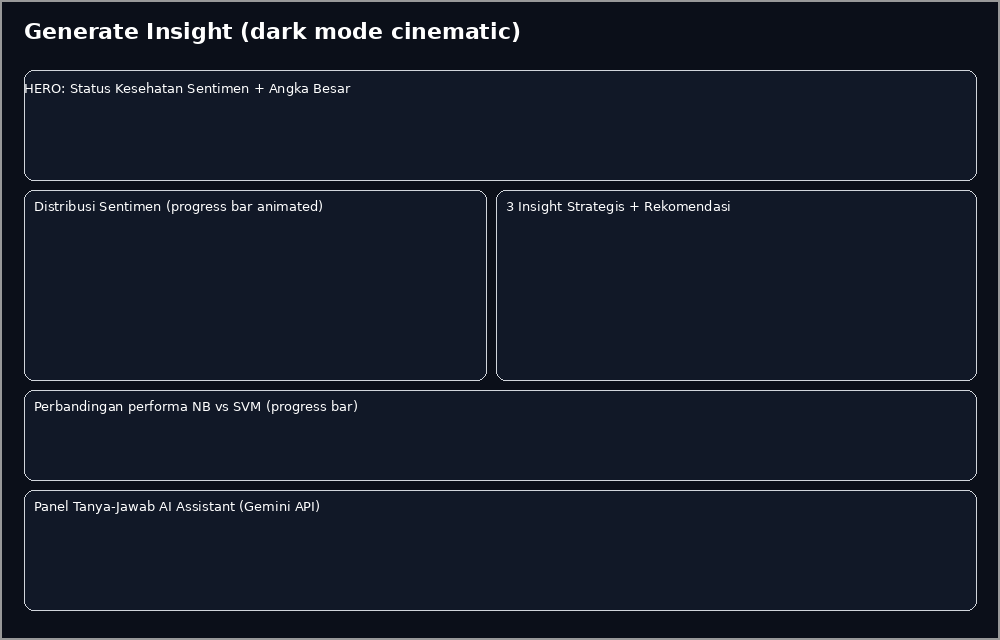 Generate Insight (dark mode cinematic)
HERO: Status Kesehatan Sentimen + Angka Besar
Distribusi Sentimen (progress bar animated)
3 Insight Strategis + Rekomendasi
Perbandingan performa NB vs SVM (progress bar)
Panel Tanya-Jawab AI Assistant (Gemini API)